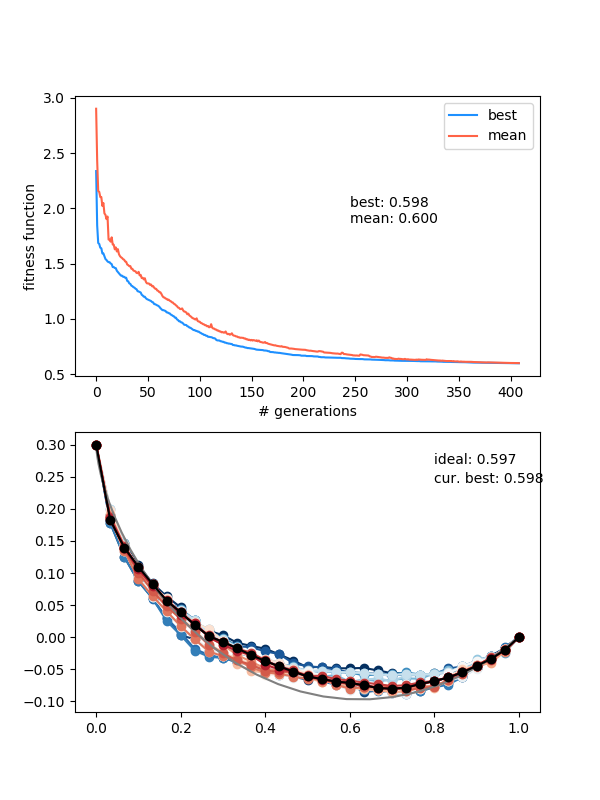 3.0
2.5
2.0
1.5
1.0
0.5
fitness function
best
mean
best: 0.598
mean: 0.600
0 50 100 150 200 250 300 350 400
# generations
0.30
0.25
0.20
0.15
0.10
0.05
0.00
−0.05
−0.10
ideal: 0.597
cur. best: 0.598
0.0 0.2 0.4 0.6 0.8 1.0